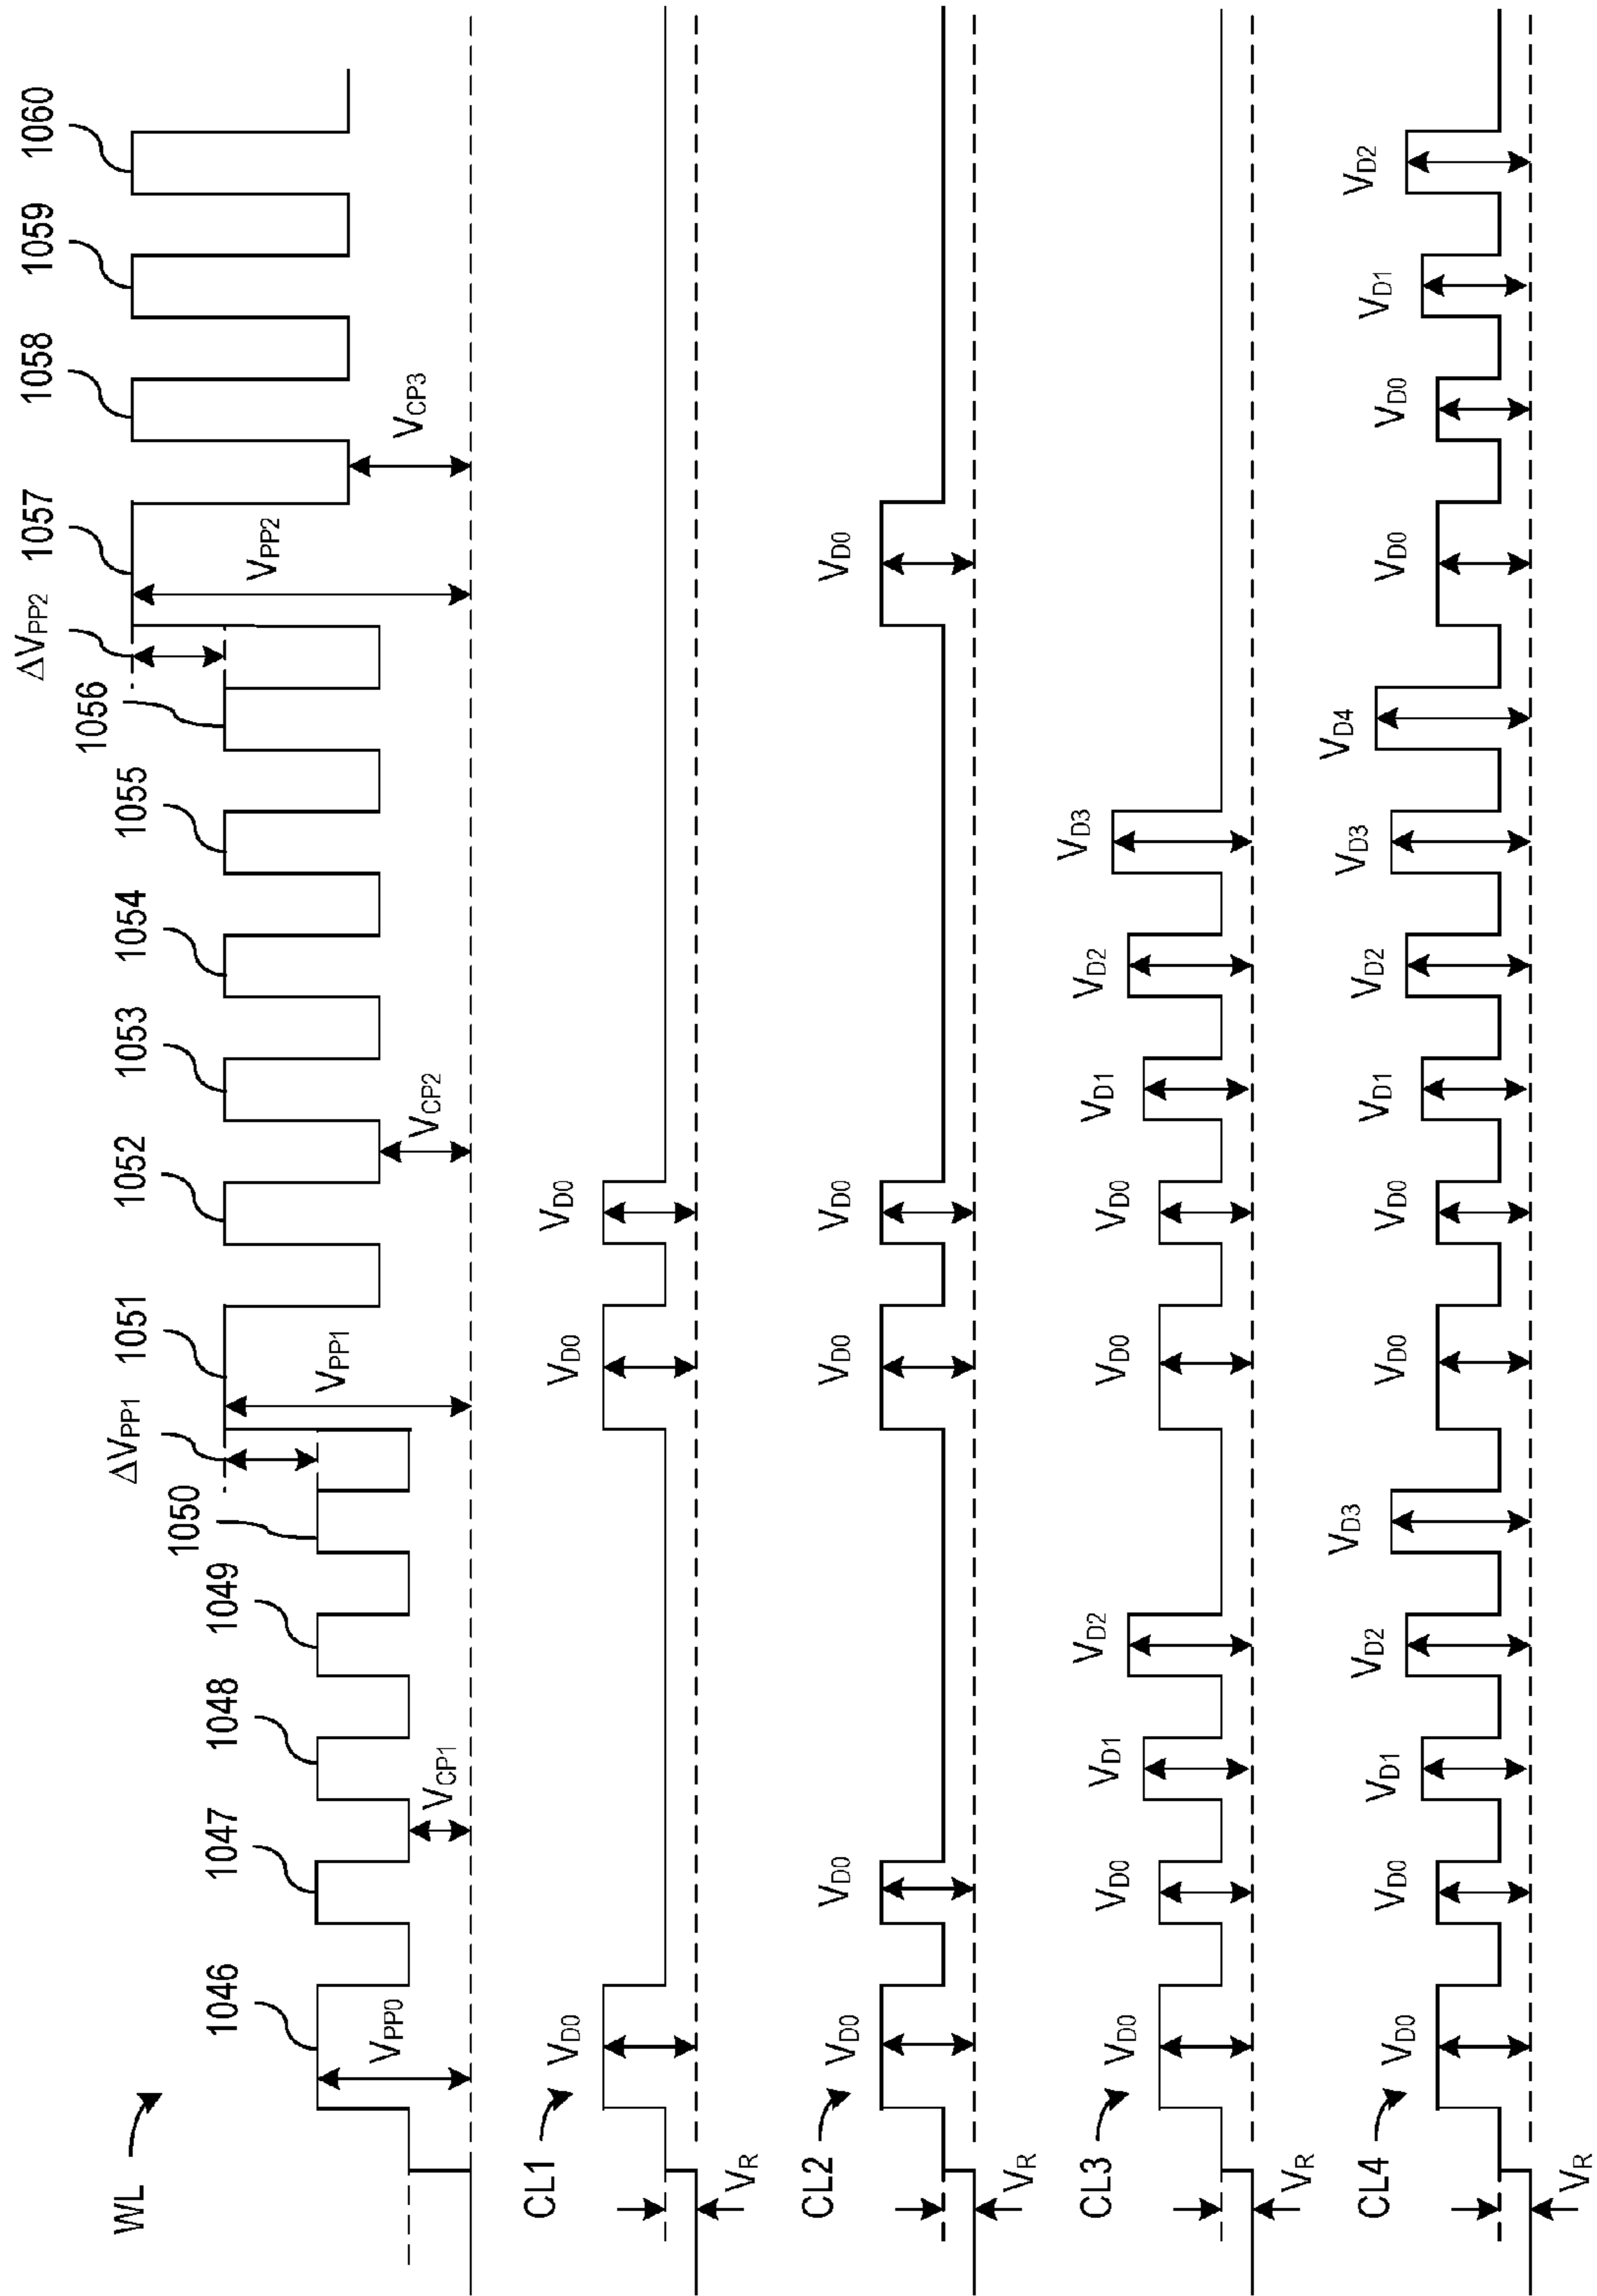 WL
1046
1047
1048
1049
1050
1051
1052
1053
1054
1055
1056
1057
1058
1059
1060
VPP0
VCP1
ΔVPP1
VPP1
VCP2
ΔVPP2
VPP2
VCP3
CL1
VR
VD0
VD0
VD0
CL2
VR
VD0
VD0
VD0
VD0
VD0
CL3
VR
VD0
VD0
VD1
VD2
VD0
VD0
VD1
VD2
VD3
CL4
VR
VD0
VD0
VD1
VD2
VD3
VD0
VD0
VD1
VD2
VD3
VD4
VD0
VD0
VD1
VD2